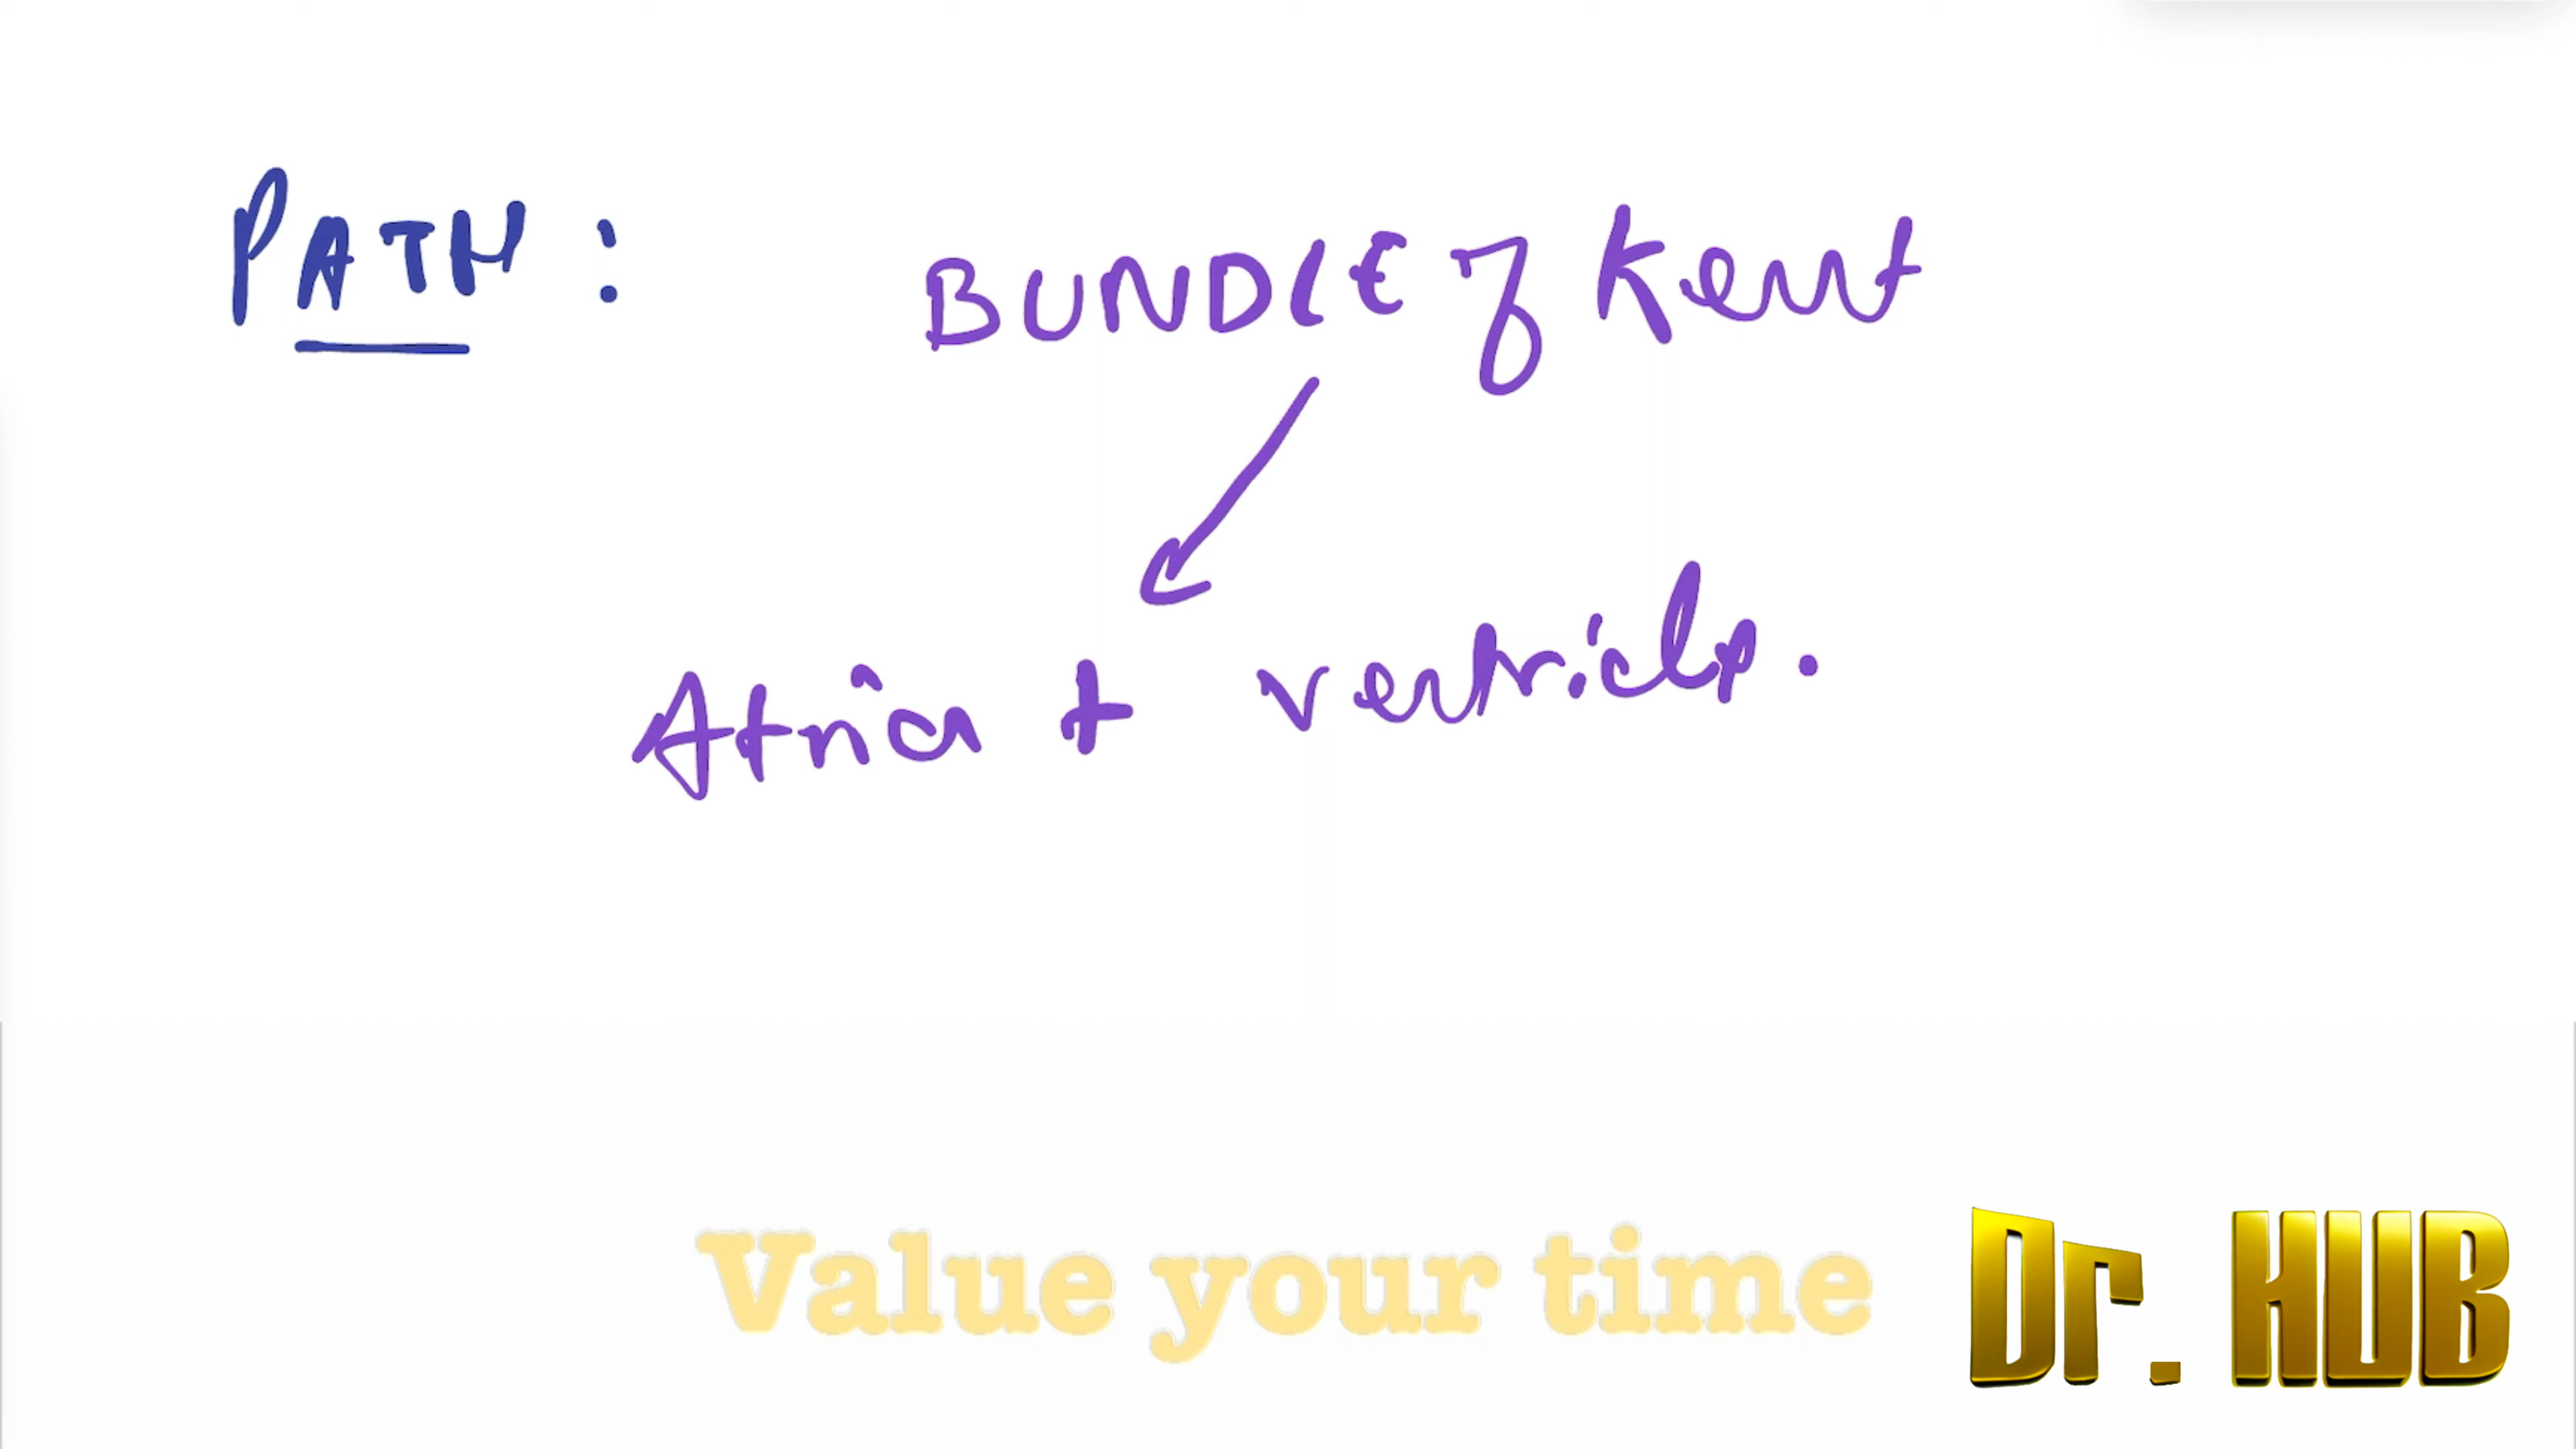 PATH : BUNDLE of Kent
Atria + ventricle.
Value your time
Dr. HUB